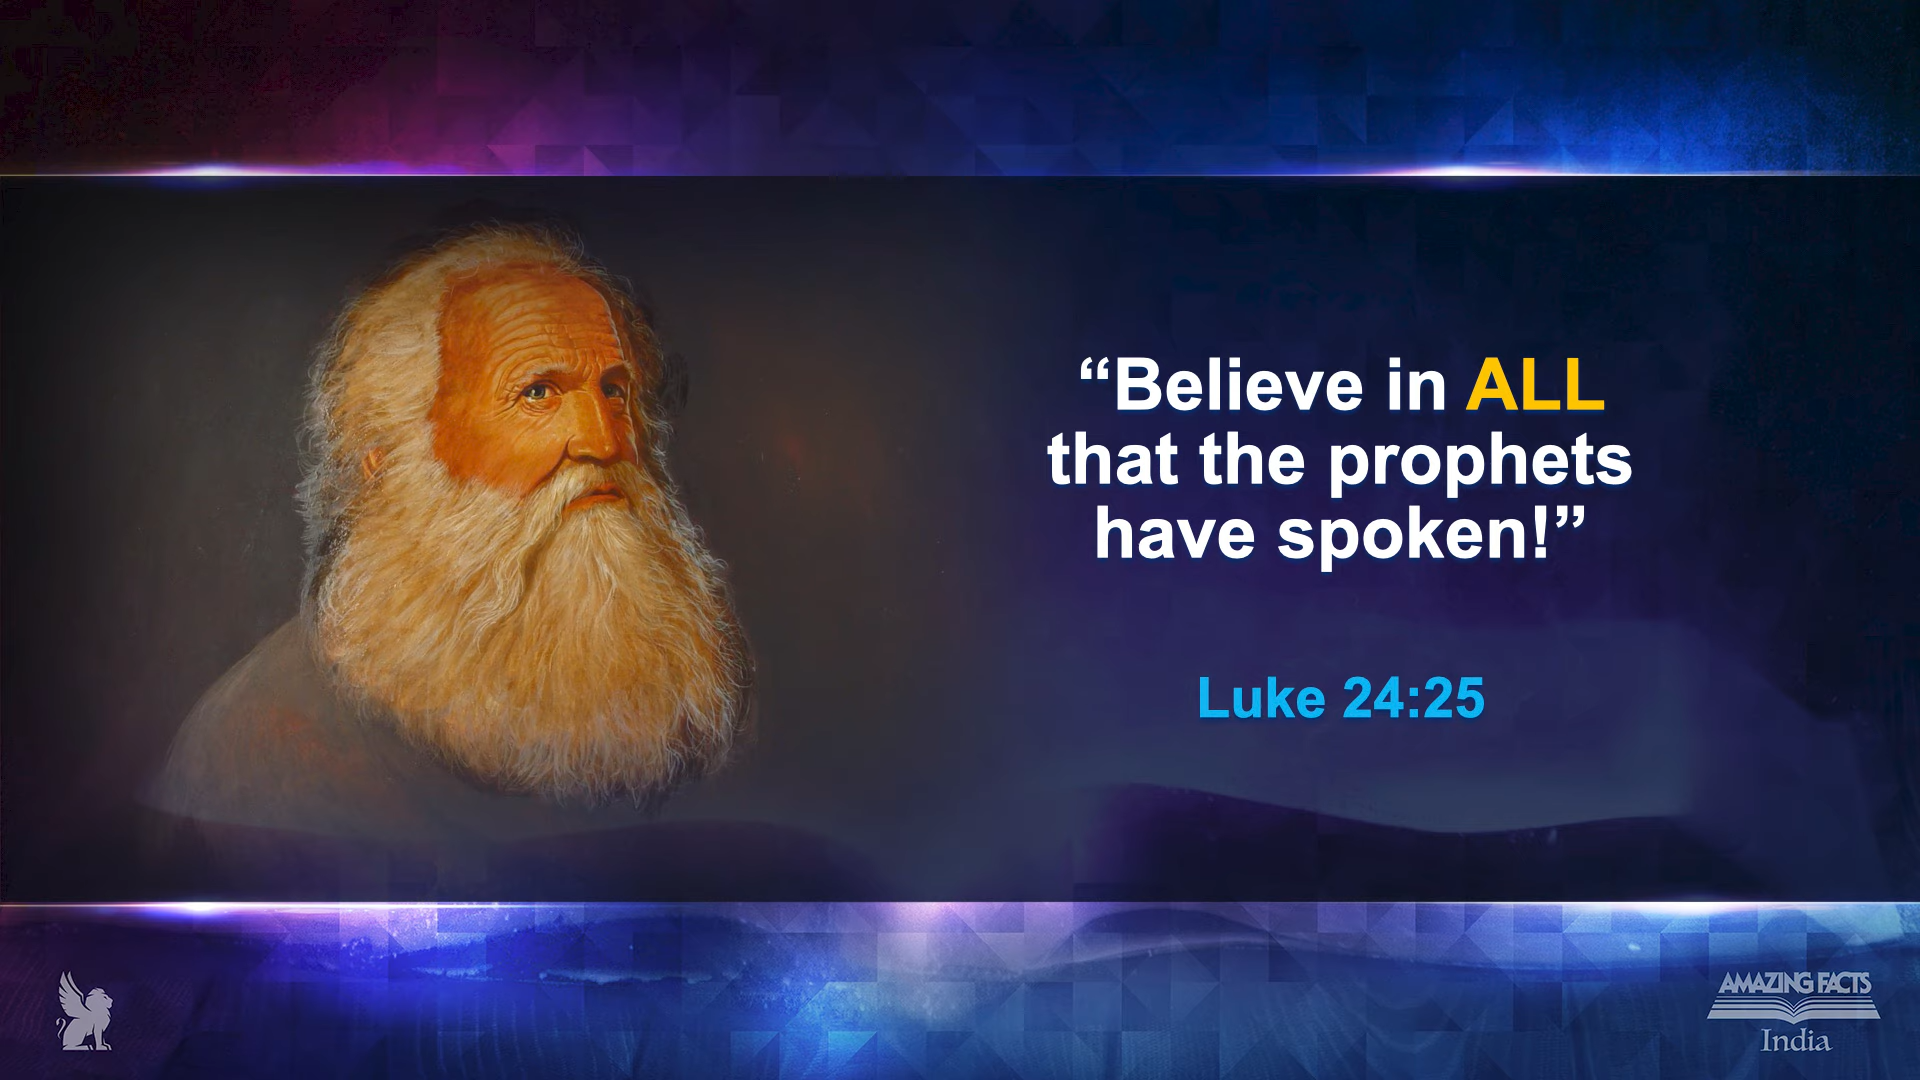 “Believe in ALL
that the prophets
have spoken!”
Luke 24:25
AMAZING FACTS
India